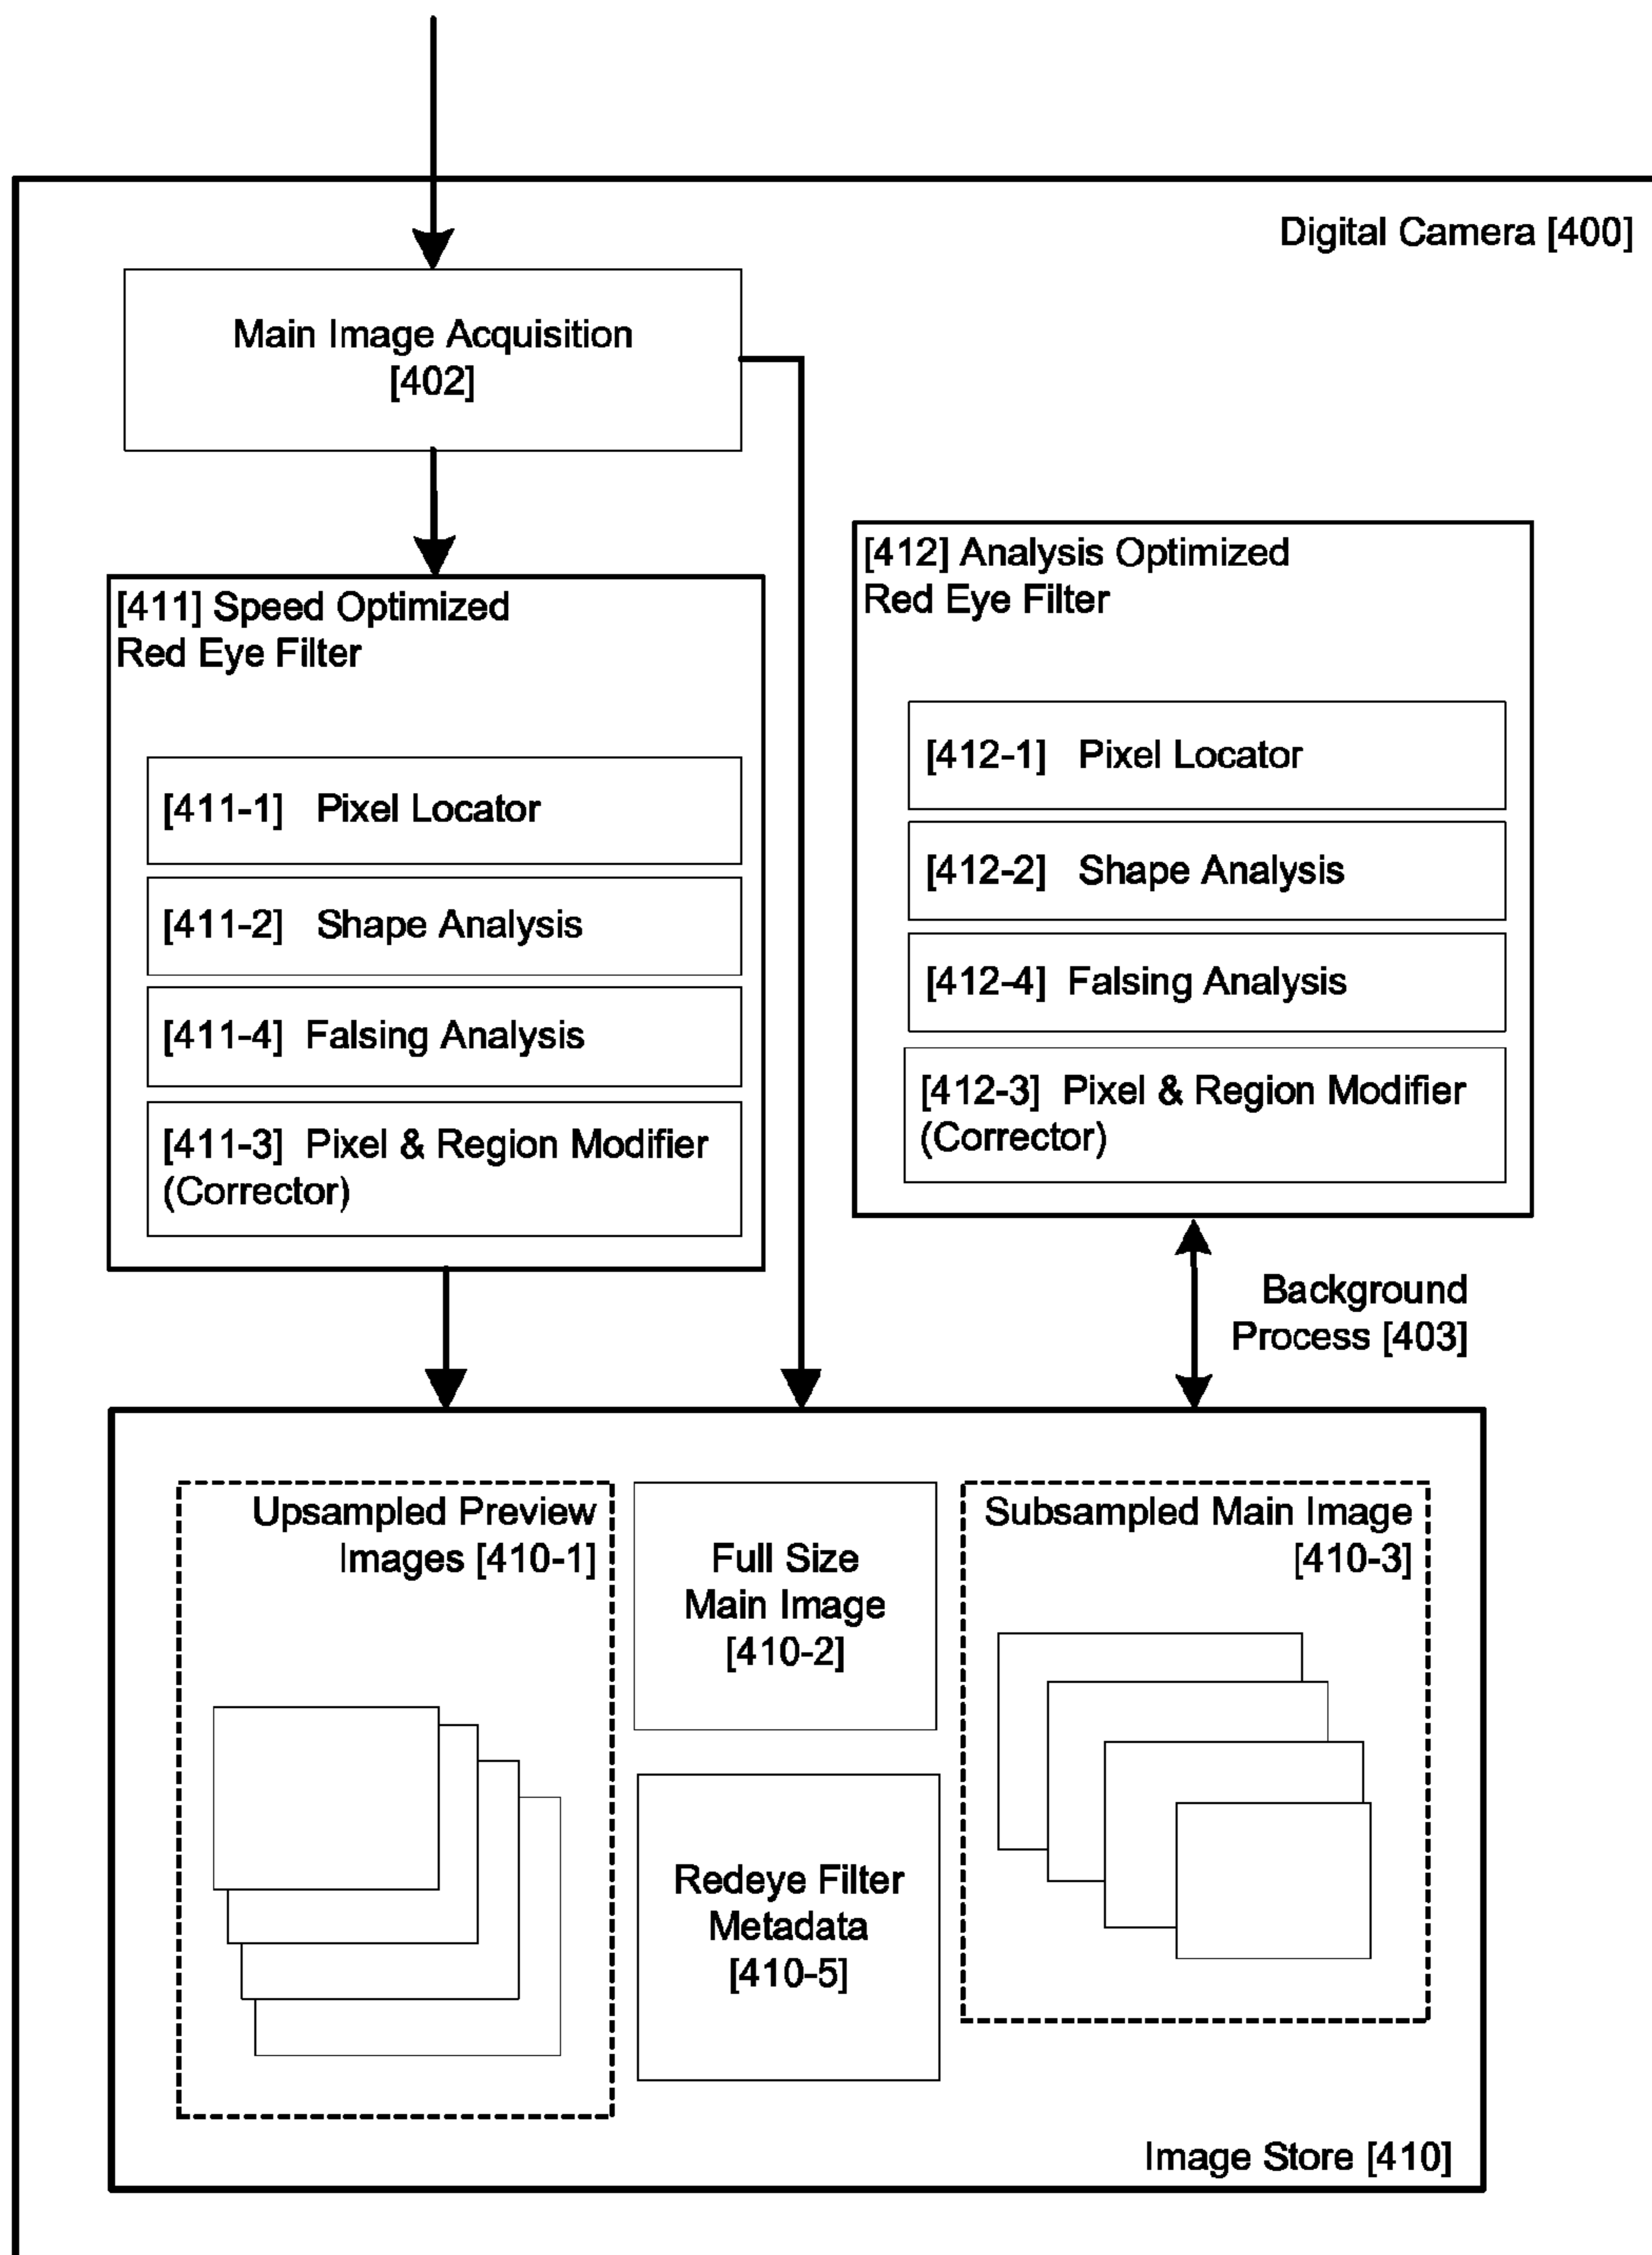 Digital Camera [400]
Main Image Acquisition
[402]
[411] Speed Optimized
Red Eye Filter
[411-1] Pixel Locator
[411-2] Shape Analysis
[411-4] Falsing Analysis
[411-3] Pixel & Region Modifier
(Corrector)
[412] Analysis Optimized
Red Eye Filter
[412-1] Pixel Locator
[412-2] Shape Analysis
[412-4] Falsing Analysis
[412-3] Pixel & Region Modifier
(Corrector)
Background
Process [403]
Upsampled Preview
Images [410-1]
Full Size
Main Image
[410-2]
Subsampled Main Image
[410-3]
Redeye Filter
Metadata
[410-5]
Image Store [410]